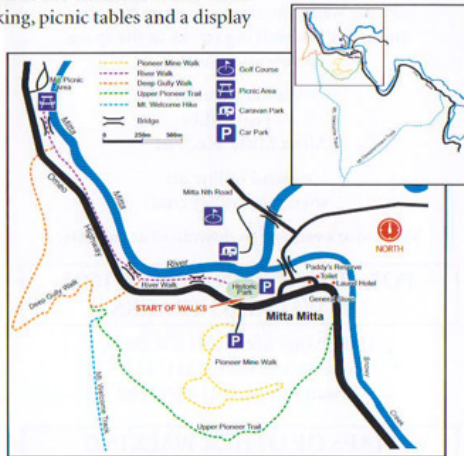 king, picnic tables and a display
Pioneer Mine Walk
River Walk
Deep Gully Walk
Upper Pioneer Trail
Mt. Welcome Hike
Bridge
0 250m 500m
Golf Course
Picnic Area
Caravan Park
P
Car Park
Picnic
Area
Mitta
Mitta
River
Omeo
Highway
Mitta Nth Road
NORTH
Paddy's Reserve
Toilet
Laurel Hotel
General Store
River Walk
Historic
Park
P
START OF WALKS
Mitta Mitta
P
Deep Gully Walk
Pioneer Mine Walk
Mt. Welcome Track
Upper Pioneer Trail
Snowy
Creek
Mt. Welcome Track